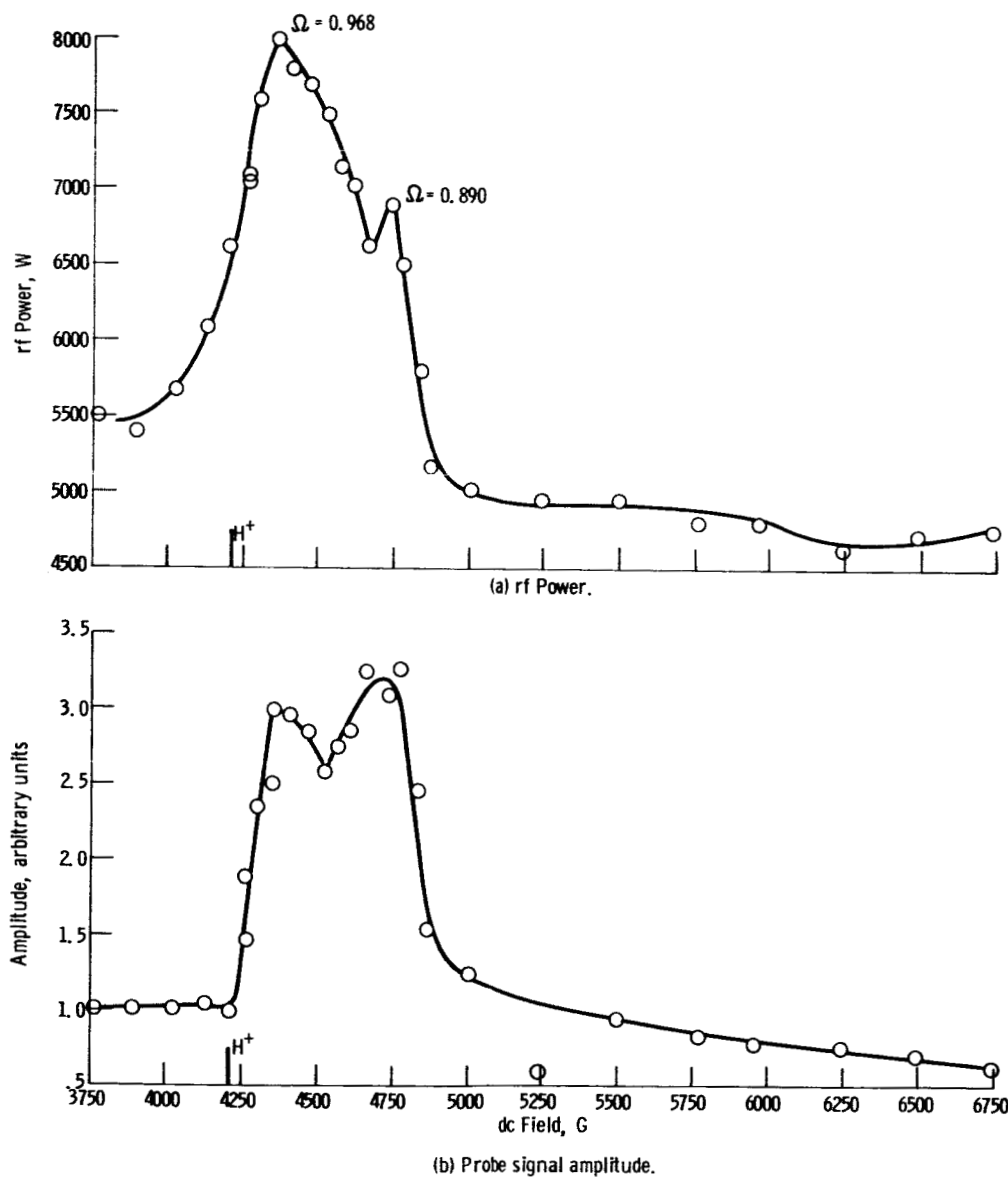 Ω = 0.968
Ω = 0.890
8000
7500
7000
6500
6000
5500
5000
4500
rf Power, W
H+
(a) rf Power.
3.5
3.0
2.5
2.0
1.5
1.0
.5
Amplitude, arbitrary units
H+
3750 4000 4250 4500 4750 5000 5250 5500 5750 6000 6250 6500 6750
dc Field, G
(b) Probe signal amplitude.